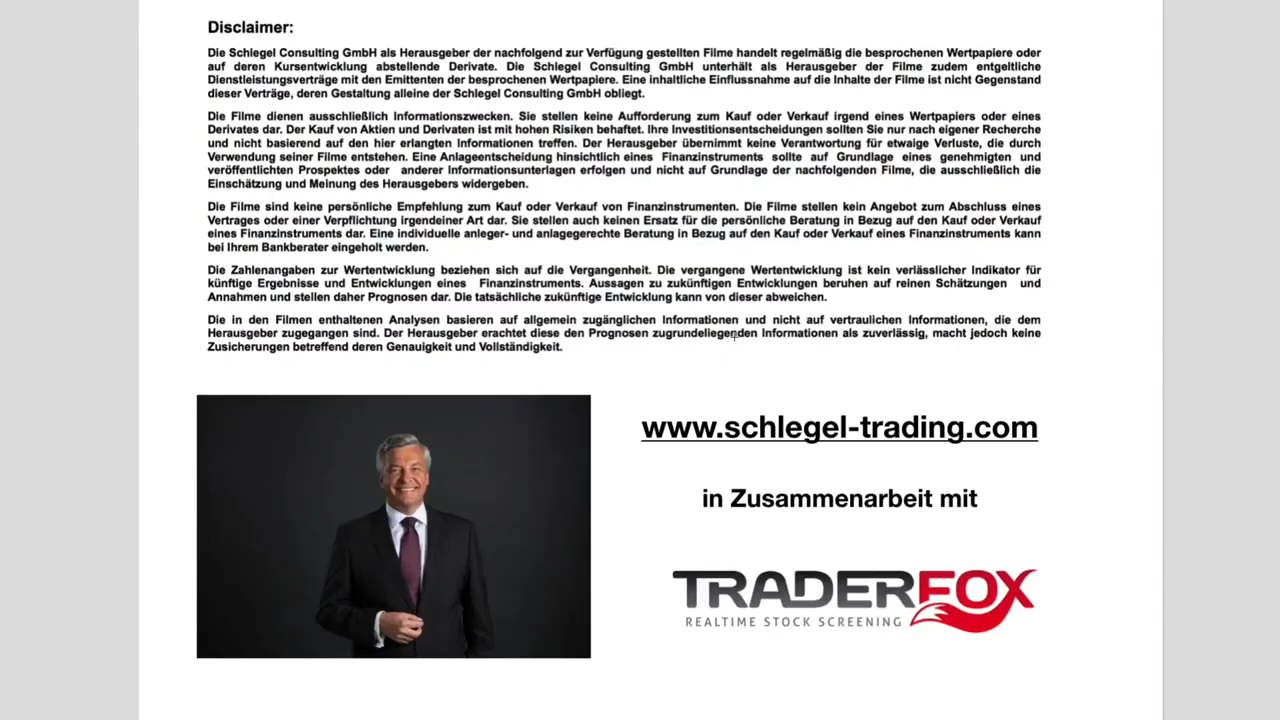 Disclaimer:
Die Schlegel Consulting GmbH als Herausgeber der nachfolgend zur Verfügung gestellten Filme handelt regelmäßig die besprochenen Wertpapiere oder
auf deren Kursentwicklung abstellende Derivate. Die Schlegel Consulting GmbH unterhält als Herausgeber der Filme zudem entgeltliche
Dienstleistungsverträge mit den Emittenten der besprochenen Wertpapiere. Eine inhaltliche Einflussnahme auf die Inhalte der Filme ist nicht Gegenstand
dieser Verträge, deren Gestaltung alleine der Schlegel Consulting GmbH obliegt.
Die Filme dienen ausschließlich Informationszwecken. Sie stellen keine Aufforderung zum Kauf oder Verkauf irgend eines Wertpapiers oder eines
Derivates dar. Der Kauf von Aktien und Derivaten ist mit hohen Risiken behaftet. Ihre Investitionsentscheidungen sollten Sie nur nach eigener Recherche
und nicht basierend auf den hier erlangten Informationen treffen. Der Herausgeber übernimmt keine Verantwortung für etwaige Verluste, die durch
Verwendung seiner Filme entstehen. Eine Anlageentscheidung hinsichtlich eines Finanzinstruments sollte auf Grundlage eines genehmigten und
veröffentlichten Prospektes oder anderer Informationsunterlagen erfolgen und nicht auf Grundlage der nachfolgenden Filme, die ausschließlich die
Einschätzung und Meinung des Herausgebers widergeben.
Die Filme sind keine persönliche Empfehlung zum Kauf oder Verkauf von Finanzinstrumenten. Die Filme stellen kein Angebot zum Abschluss eines
Vertrages oder einer Verpflichtung irgendeiner Art dar. Sie stellen auch keinen Ersatz für die persönliche Beratung in Bezug auf den Kauf oder Verkauf
eines Finanzinstruments dar. Eine individuelle anleger- und anlagegerechte Beratung in Bezug auf den Kauf oder Verkauf eines Finanzinstruments kann
bei Ihrem Bankberater eingeholt werden.
Die Zahlenangaben zur Wertentwicklung beziehen sich auf die Vergangenheit. Die vergangene Wertentwicklung ist kein verlässlicher Indikator für
künftige Ergebnisse und Entwicklungen eines Finanzinstruments. Aussagen zu zukünftigen Entwicklungen beruhen auf reinen Schätzungen und
Annahmen und stellen daher Prognosen dar. Die tatsächliche zukünftige Entwicklung kann von dieser abweichen.
Die in den Filmen enthaltenen Analysen basieren auf allgemein zugänglichen Informationen und nicht auf vertraulichen Informationen, die dem
Herausgeber zugegangen sind. Der Herausgeber erachtet diese den Prognosen zugrundeliegenden Informationen als zuverlässig, macht jedoch keine
Zusicherungen betreffend deren Genauigkeit und Vollständigkeit.
www.schlegel-trading.com
in Zusammenarbeit mit
TRADERFOX
REALTIME STOCK SCREENING